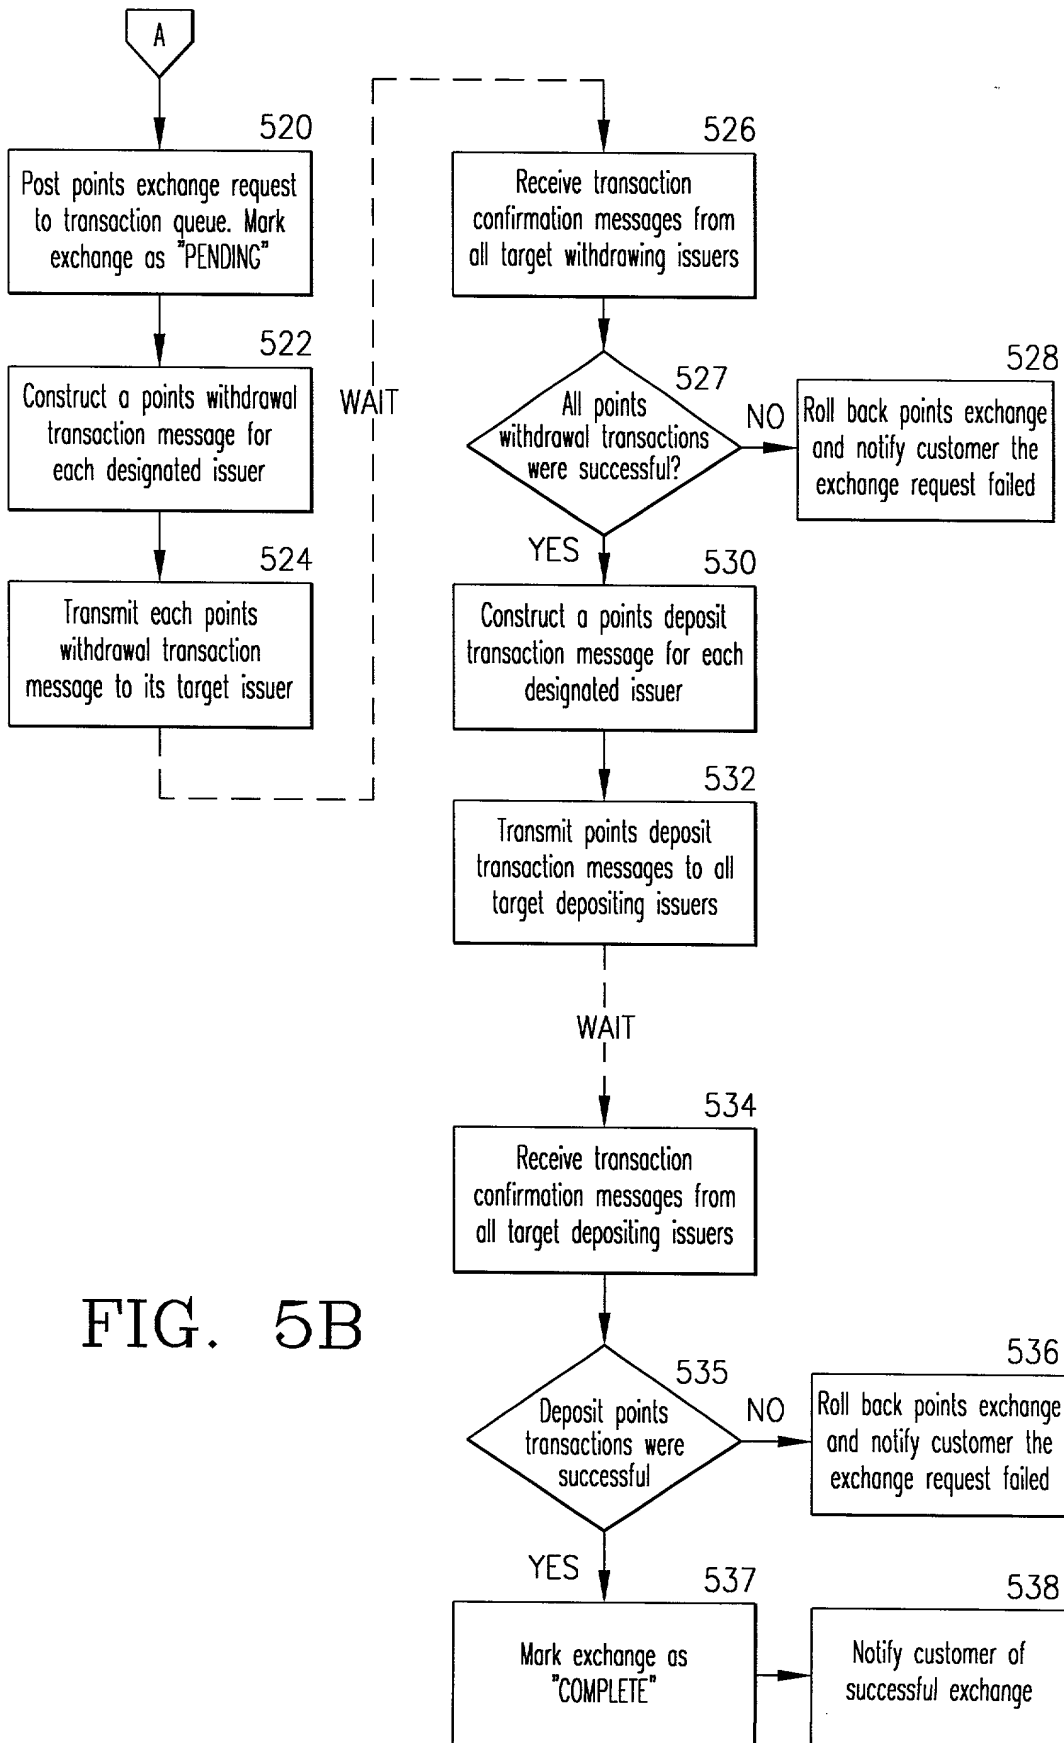 A
520
Post points exchange request
to transaction queue. Mark
exchange as "PENDING"
522
Construct a points withdrawal
transaction message for
each designated issuer
524
Transmit each points
withdrawal transaction
message to its target issuer
WAIT
526
Receive transaction
confirmation messages from
all target withdrawing issuers
527
All points
withdrawal transactions
were successful?
NO
528
Roll back points exchange
and notify customer the
exchange request failed
YES
530
Construct a points deposit
transaction message for each
designated issuer
532
Transmit points deposit
transaction messages to all
target depositing issuers
WAIT
534
Receive transaction
confirmation messages from
all target depositing issuers
535
Deposit points
transactions were
successful
NO
536
Roll back points exchange
and notify customer the
exchange request failed
YES
537
Mark exchange as
"COMPLETE"
538
Notify customer of
successful exchange
FIG. 5B